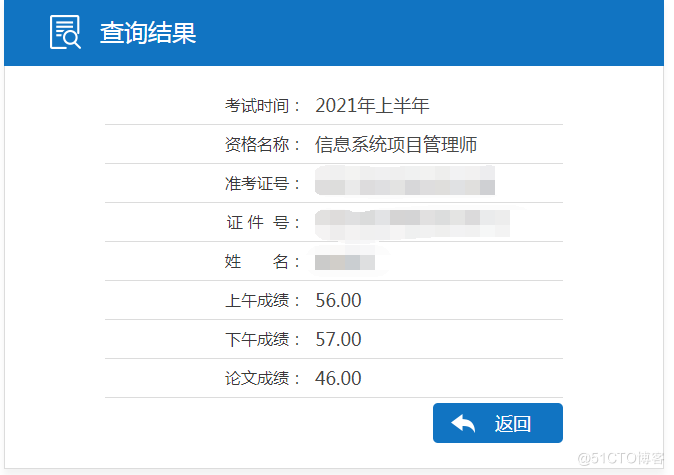 查询结果
考试时间： 2021年上半年
资格名称： 信息系统项目管理师
准考证号：
证 件 号：
姓 名：
上午成绩： 56.00
下午成绩： 57.00
论文成绩： 46.00
返回
@51CTO博客